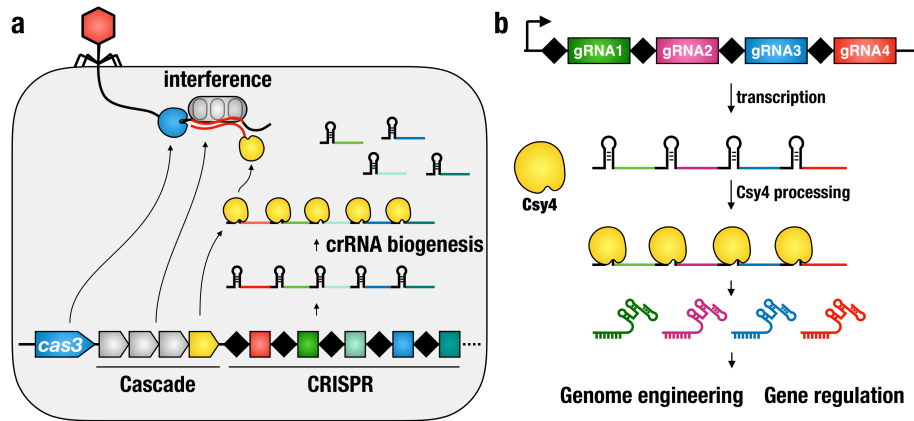 a
interference
crRNA biogenesis
cas3
Cascade
CRISPR
b
gRNA1 gRNA2 gRNA3 gRNA4
transcription
Csy4
Csy4 processing
Genome engineering Gene regulation